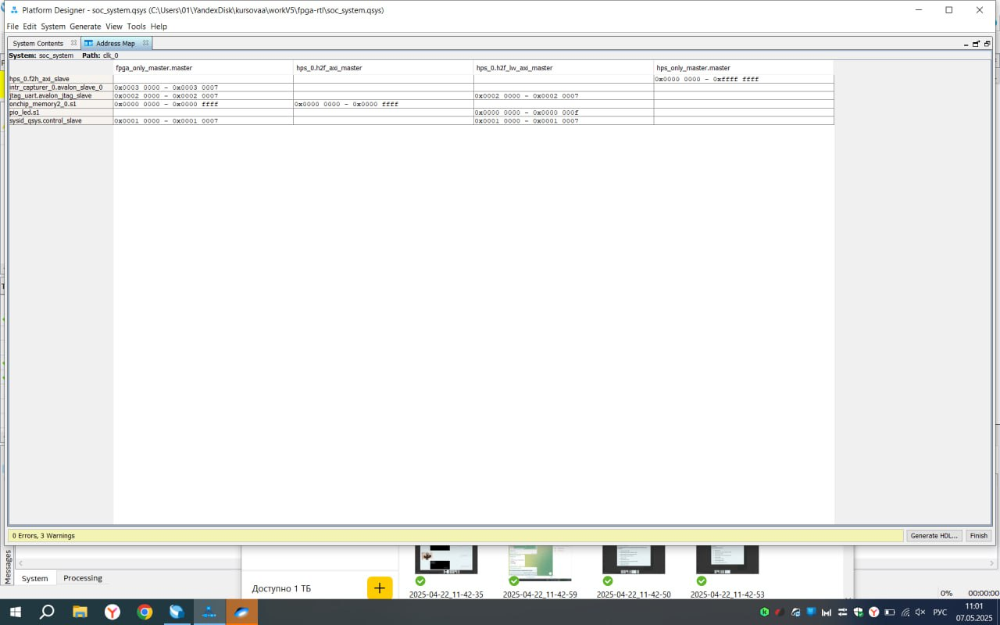 Platform Designer - soc_system.qsys (C:\Users\01\YandexDisk\kursovaa\workV5\fpga-rtl\soc_system.qsys)
File Edit System Generate View Tools Help
System Contents Address Map
System: soc_system Path: clk_0
fpga_only_master.master hps_0.h2f_axi_master hps_0.h2f_lw_axi_master hps_only_master.master
hps_0.f2h_axi_slave 0x0000 0000 - 0xffff ffff
intr_capturer_0.avalon_slave_0 0x0003 0000 - 0x0003 0007
jtag_uart.avalon_jtag_slave 0x0002 0000 - 0x0002 0007 0x0002 0000 - 0x0002 0007
onchip_memory2_0.s1 0x0000 0000 - 0x0000 ffff 0x0000 0000 - 0x0000 ffff
pio_led.s1 0x0000 0000 - 0x0000 000f
sysid_qsys.control_slave 0x0001 0000 - 0x0001 0007 0x0001 0000 - 0x0001 0007
0 Errors, 3 Warnings
Generate HDL... Finish
Messages
System Processing
Доступно 1 ТБ
2025-04-22_11-42-35 2025-04-22_11-42-59 2025-04-22_11-42-50 2025-04-22_11-42-53
0% 00:00:00
РУС
11:01
07.05.2025